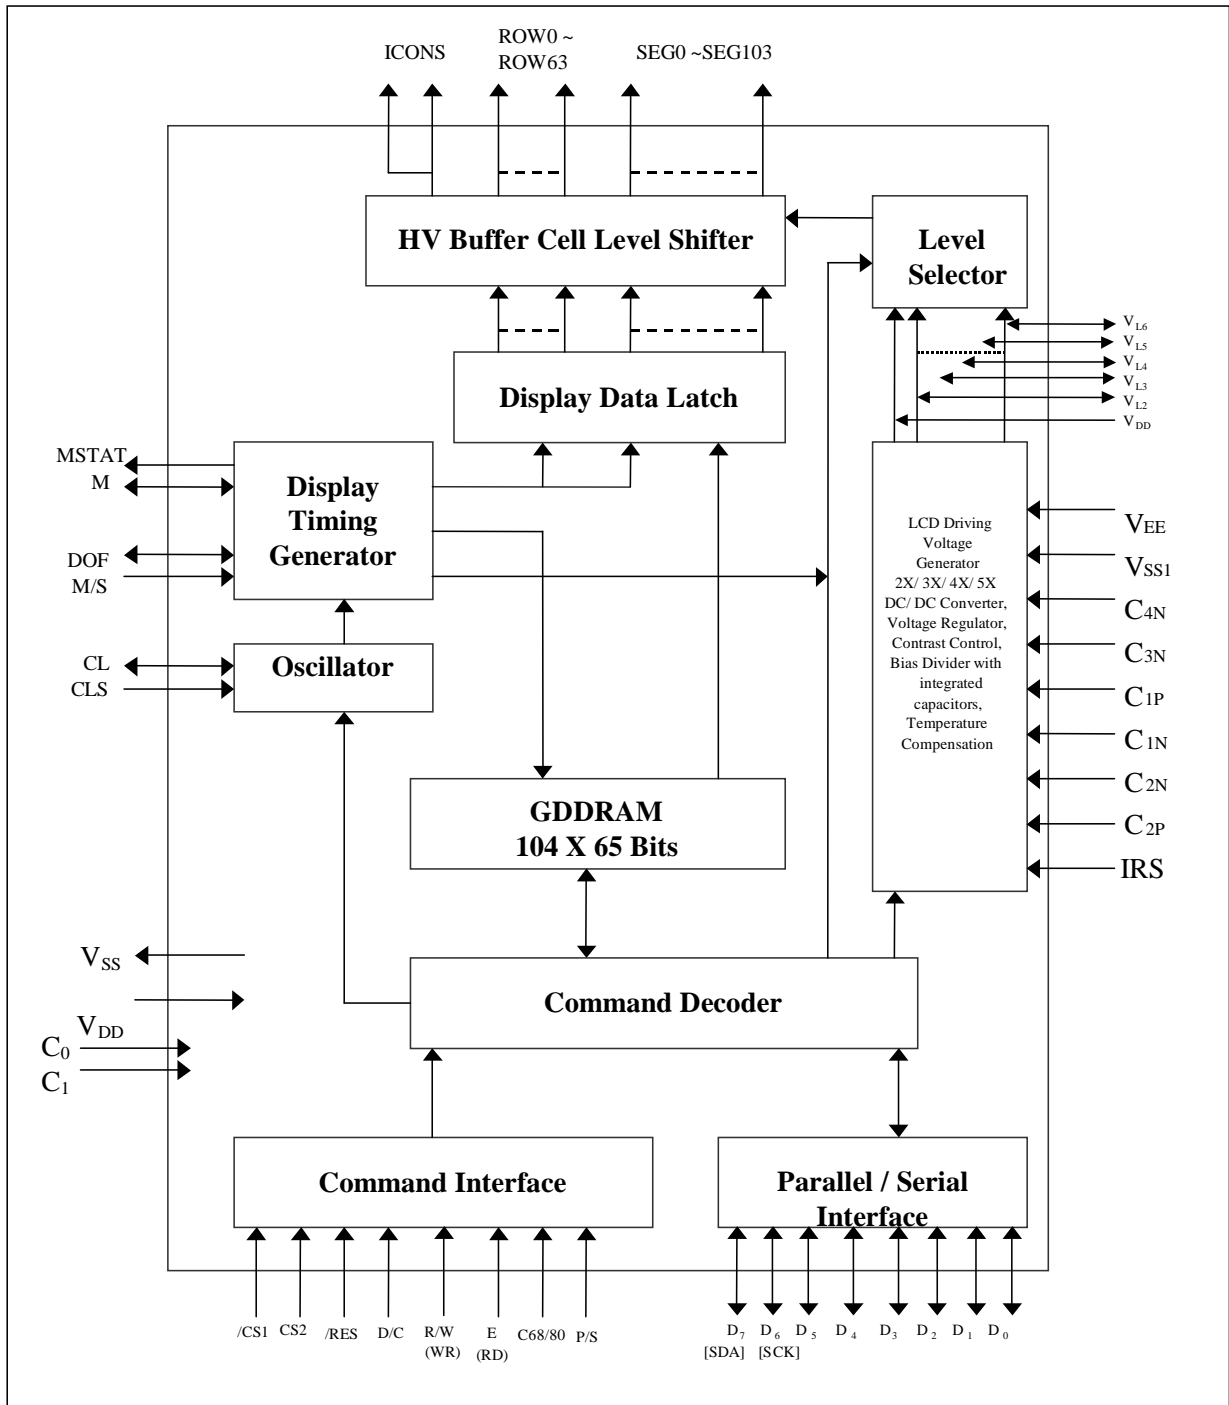 ICONS
ROW0 ~
ROW63
SEG0 ~SEG103
HV Buffer Cell Level Shifter
Level
Selector
VL6
VL5
VL4
VL3
VL2
VDD
Display Data Latch
MSTAT
M
DOF
M/S
Display
Timing
Generator
CL
CLS
Oscillator
LCD Driving
Voltage
Generator
2X/ 3X/ 4X/ 5X
DC/ DC Converter,
Voltage Regulator,
Contrast Control,
Bias Divider with
integrated
capacitors,
Temperature
Compensation
VEE
VSS1
C4N
C3N
C1P
C1N
C2N
C2P
IRS
GDDRAM
104 X 65 Bits
VSS
VDD
C0
C1
Command Decoder
Command Interface
Parallel / Serial
Interface
/CS1
CS2
/RES
D/C
R/W
(WR)
E
(RD)
C68/80
P/S
D7
[SDA]
D6
[SCK]
D5
D4
D3
D2
D1
D0